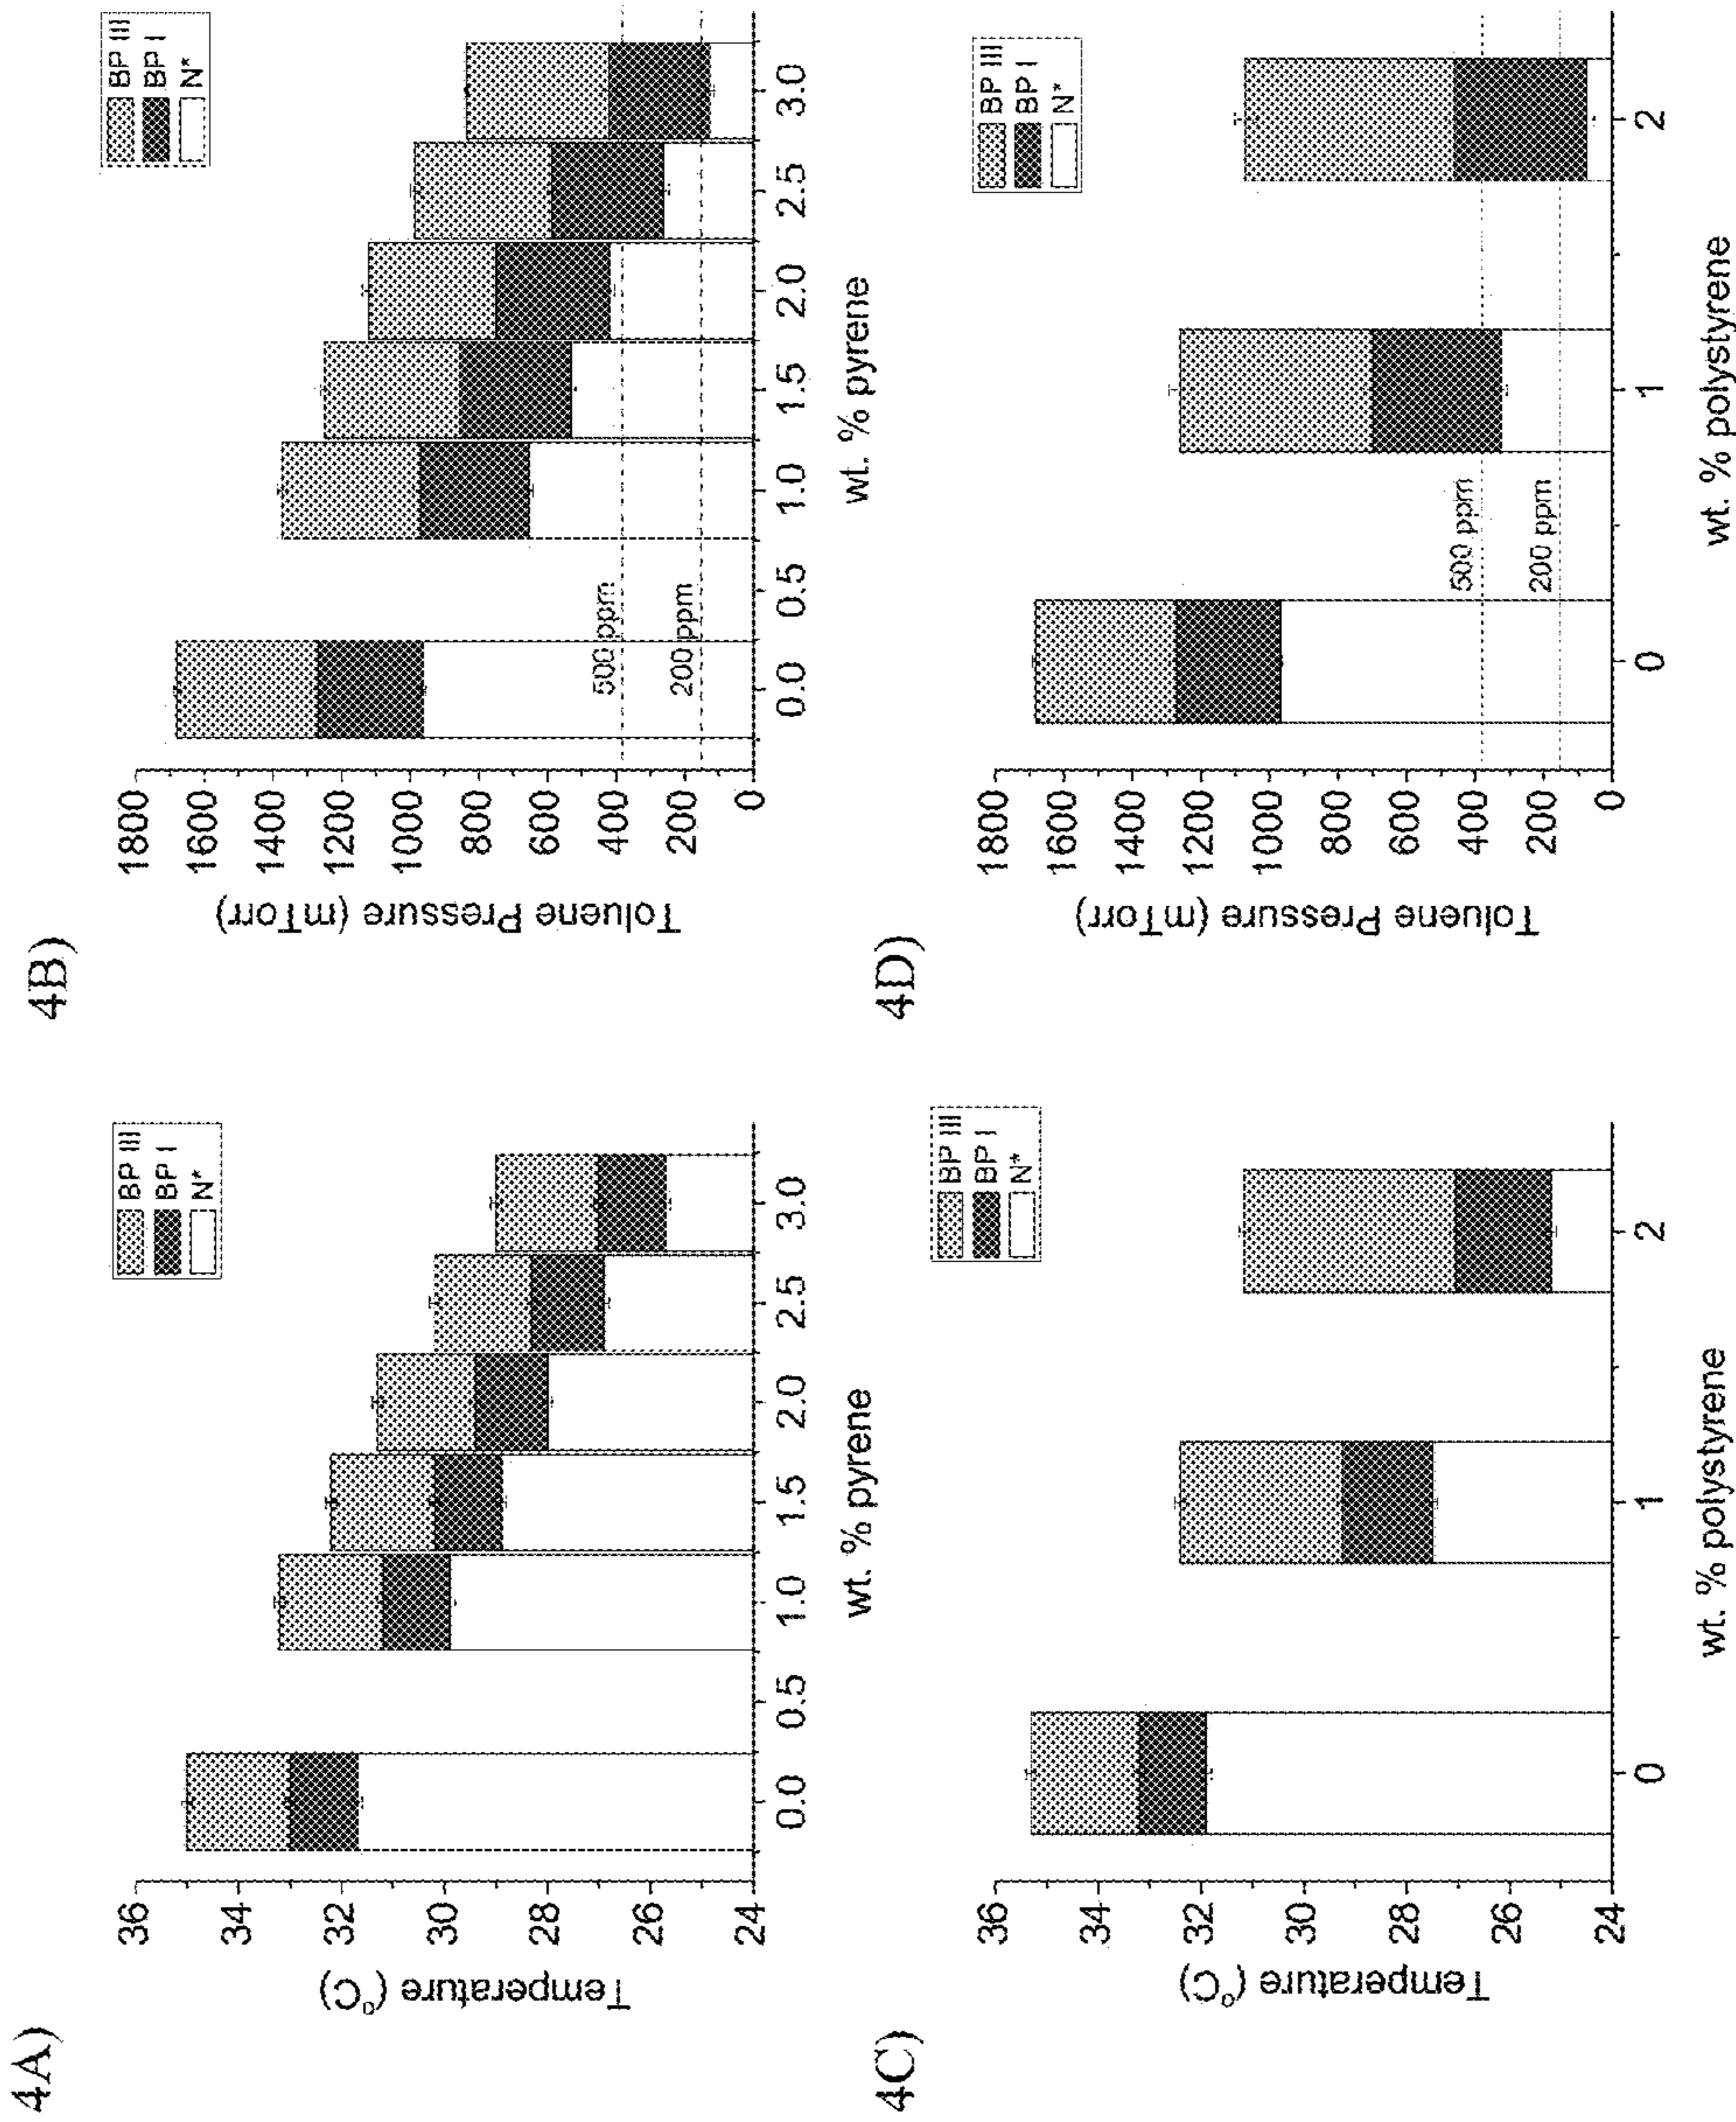 4A)
Temperature (°C)
36
34
32
30
28
26
24
0.0 0.5 1.0 1.5 2.0 2.5 3.0
wt. % pyrene
BP III
BP I
N*
4B)
Toluene Pressure (mTorr)
1800
1600
1400
1200
1000
800
600
400
200
0
500 ppm
200 ppm
0.0 0.5 1.0 1.5 2.0 2.5 3.0
wt. % pyrene
BP III
BP I
N*
4C)
Temperature (°C)
36
34
32
30
28
26
24
0 1 2
wt. % polystyrene
BP III
BP I
N*
4D)
Toluene Pressure (mTorr)
1800
1600
1400
1200
1000
800
600
400
200
0
500 ppm
200 ppm
0 1 2
wt. % polystyrene
BP III
BP I
N*